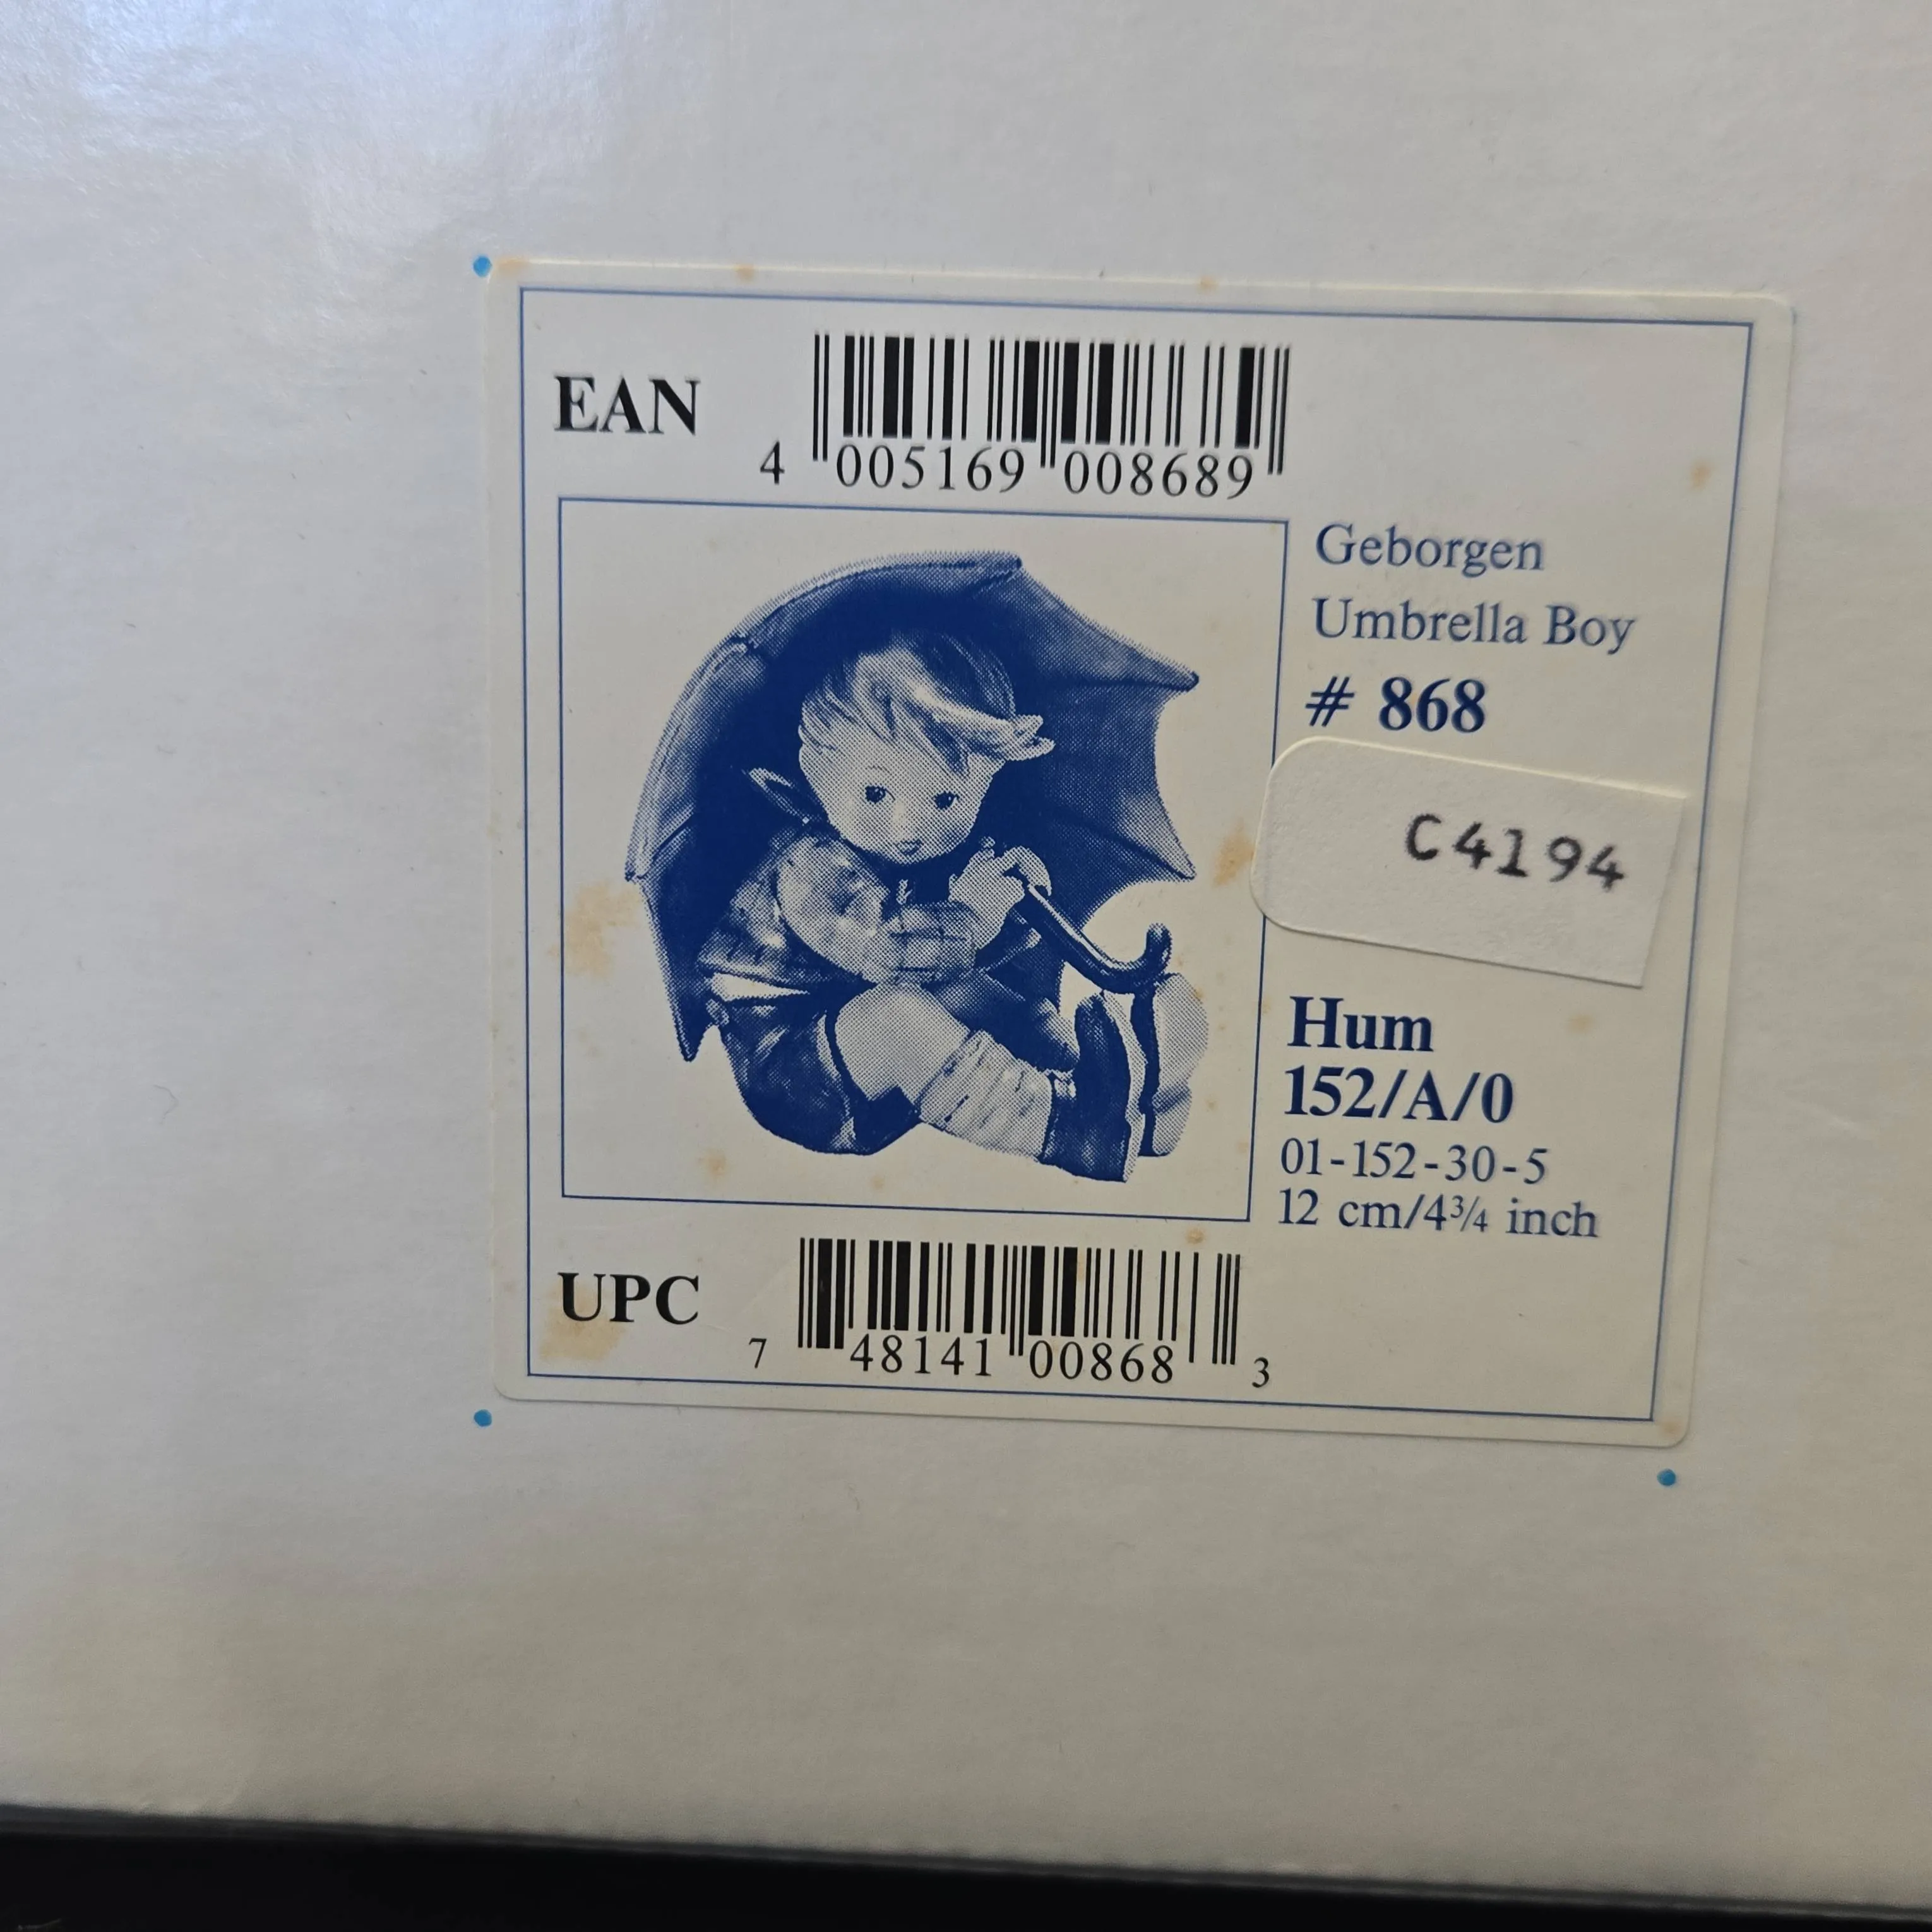 EAN
4 005169 008689
Geborgen
Umbrella Boy
# 868
C4194
Hum
152/A/0
01-152-30-5
12 cm/4¾ inch
UPC
7 48141 00868 3